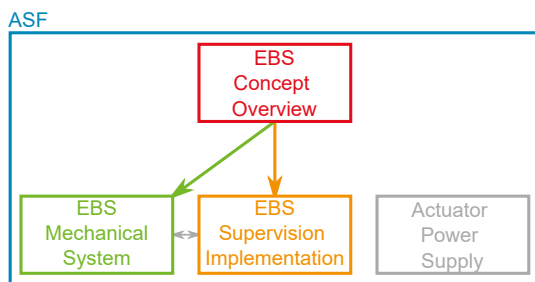 ASF
EBS
Concept
Overview
EBS
Mechanical
System
EBS
Supervision
Implementation
Actuator
Power
Supply